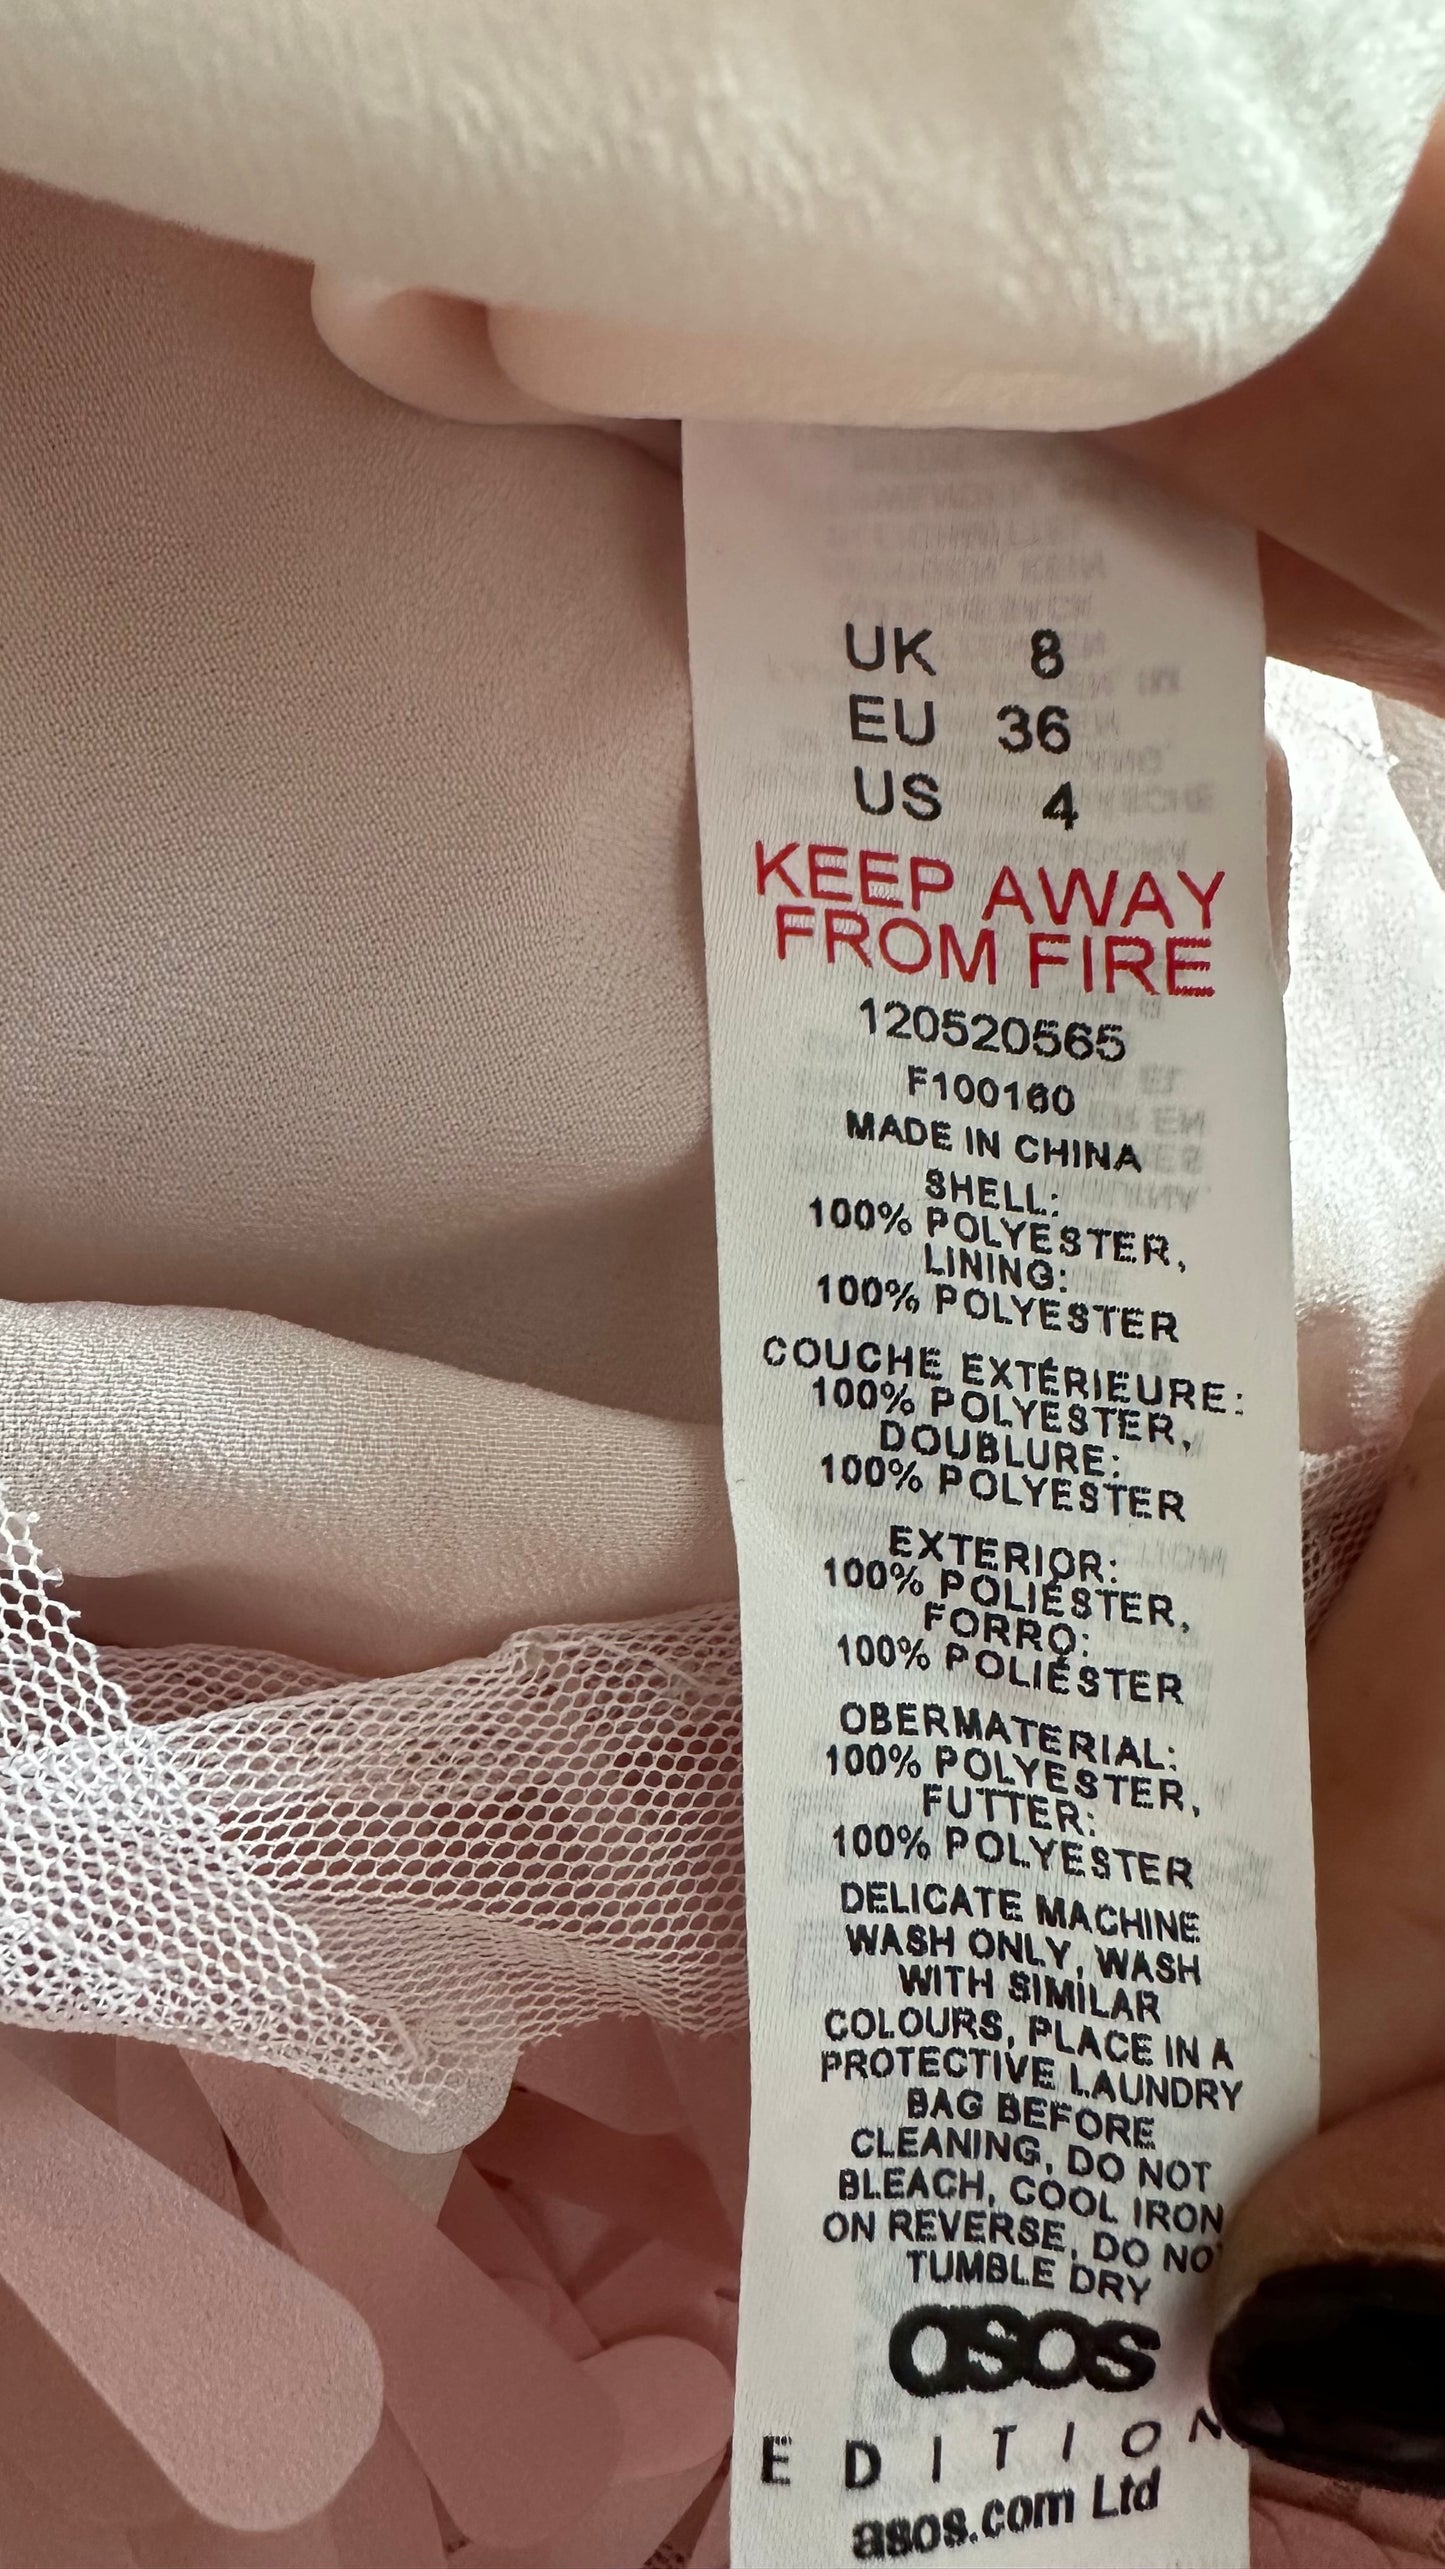 UK 8
EU 36
US 4
KEEP AWAY
FROM FIRE
120520565
F100160
MADE IN CHINA
SHELL:
100% POLYESTER,
LINING:
100% POLYESTER
COUCHE EXTÉRIEURE:
100% POLYESTER,
DOUBLURE:
100% POLYESTER
EXTERIOR:
100% POLIÉSTER,
FORRO:
100% POLIÉSTER
OBERMATERIAL:
100% POLYESTER,
FUTTER:
100% POLYESTER
DELICATE MACHINE
WASH ONLY, WASH
WITH SIMILAR
COLOURS, PLACE IN A
PROTECTIVE LAUNDRY
BAG BEFORE
CLEANING, DO NOT
BLEACH, COOL IRON
ON REVERSE, DO NO
TUMBLE DRY
asos
EDITION
asos.com Ltd